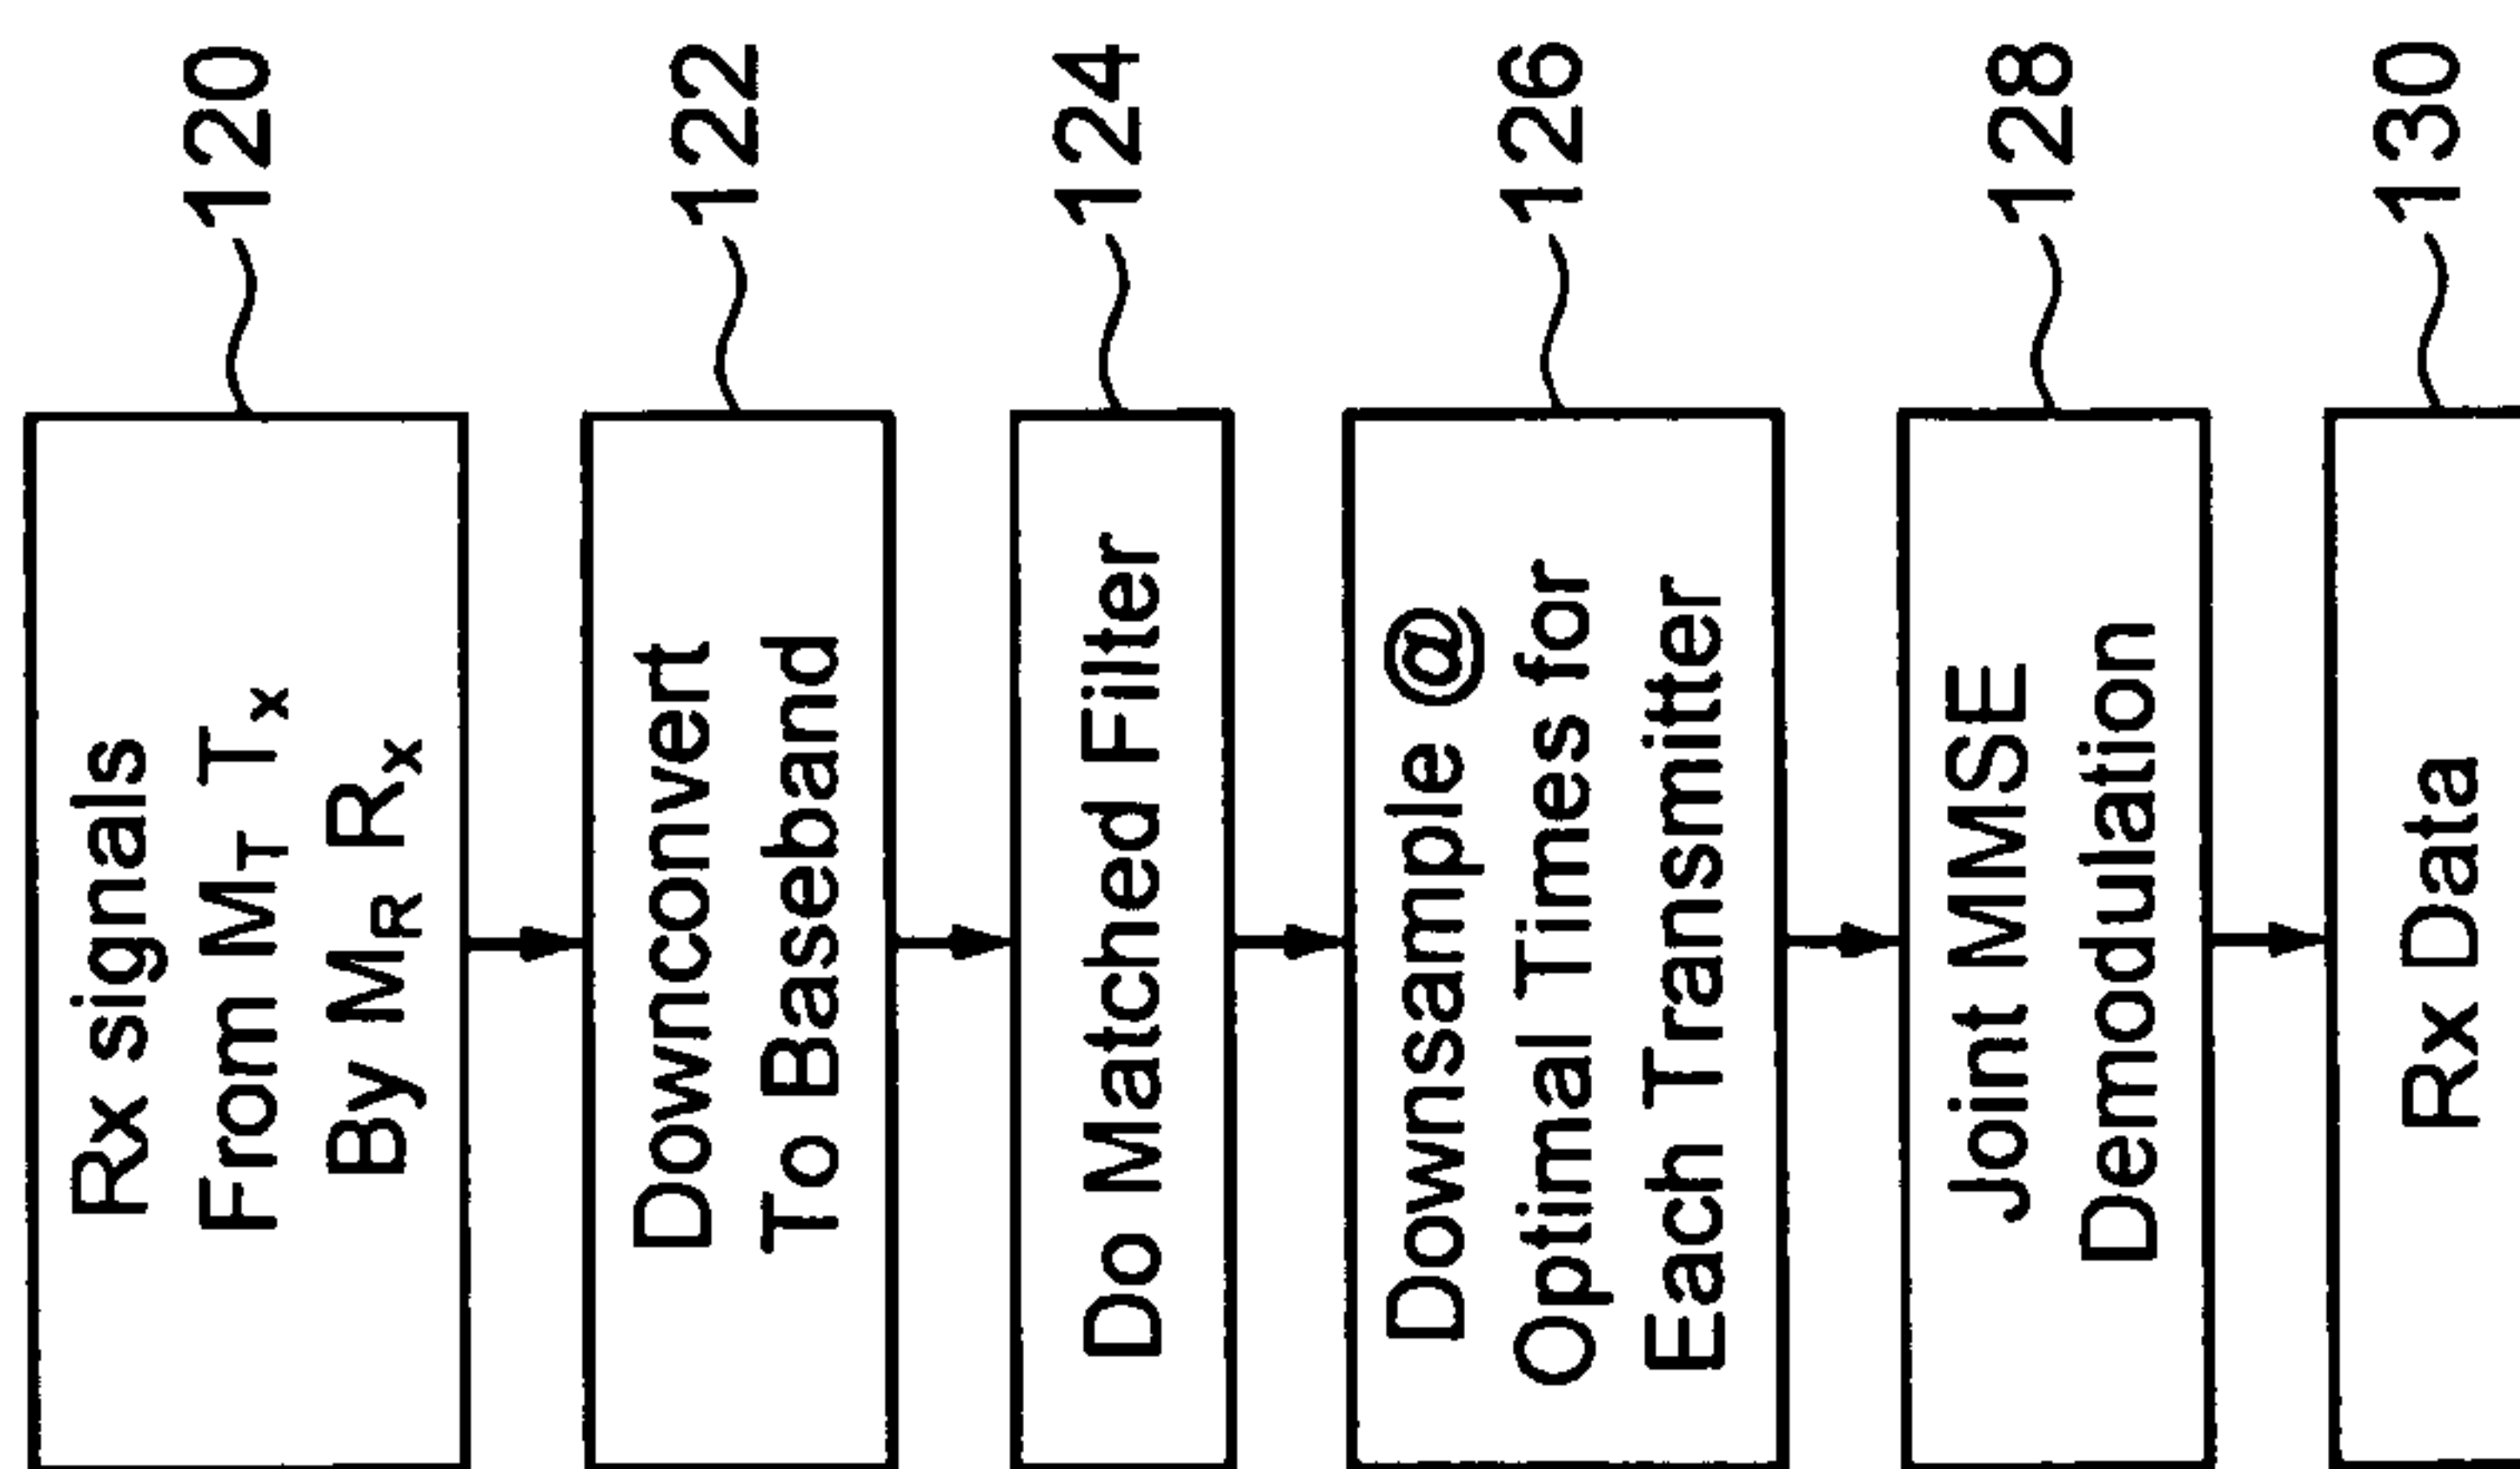 Rx signals
From M_T T_x
By M_R R_x
120
Downconvert
To Baseband
122
Do Matched Filter
124
Downsample @
Optimal Times for
Each Transmitter
126
Joint MMSE
Demodulation
128
Rx Data
130